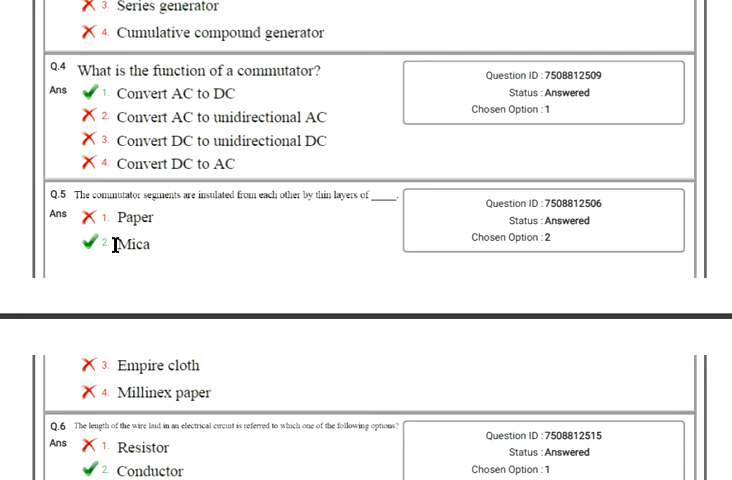 3. Series generator
4. Cumulative compound generator
Q.4 What is the function of a commutator?
Ans 1. Convert AC to DC
2. Convert AC to unidirectional AC
3. Convert DC to unidirectional DC
4. Convert DC to AC
Question ID : 7508812509
Status : Answered
Chosen Option : 1
Q.5 The commutator segments are insulated from each other by thin layers of _____.
Ans 1. Paper
2. Mica
Question ID : 7508812506
Status : Answered
Chosen Option : 2
3. Empire cloth
4. Millinex paper
Q.6 The length of the wire laid in an electrical circuit is referred to which one of the following options?
Ans 1. Resistor
2. Conductor
Question ID : 7508812515
Status : Answered
Chosen Option : 1